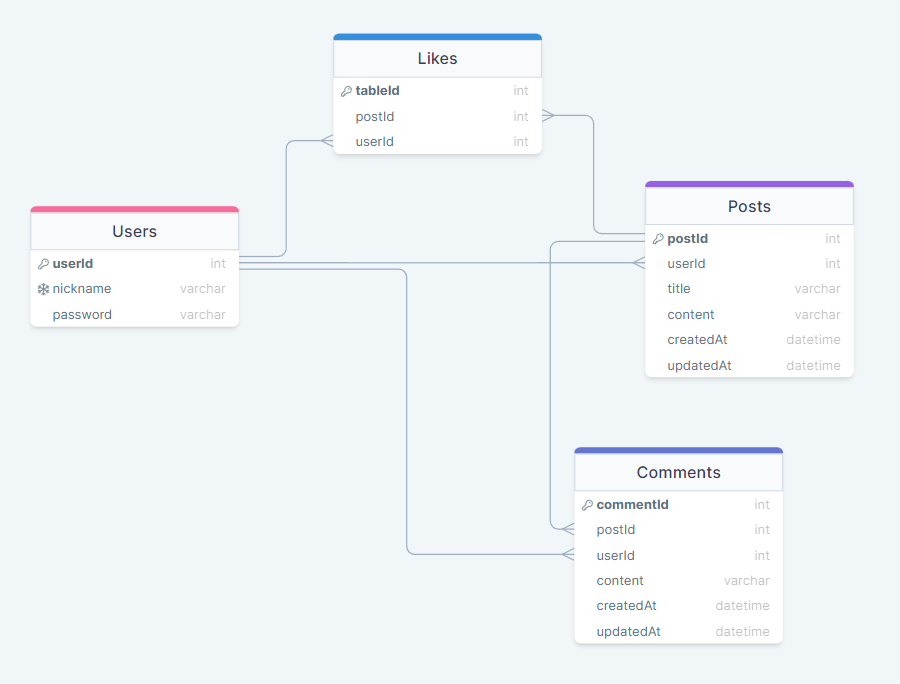 Likes
tableId int
postId int
userId int
Users
userId int
nickname varchar
password varchar
Posts
postId int
userId int
title varchar
content varchar
createdAt datetime
updatedAt datetime
Comments
commentId int
postId int
userId int
content varchar
createdAt datetime
updatedAt datetime